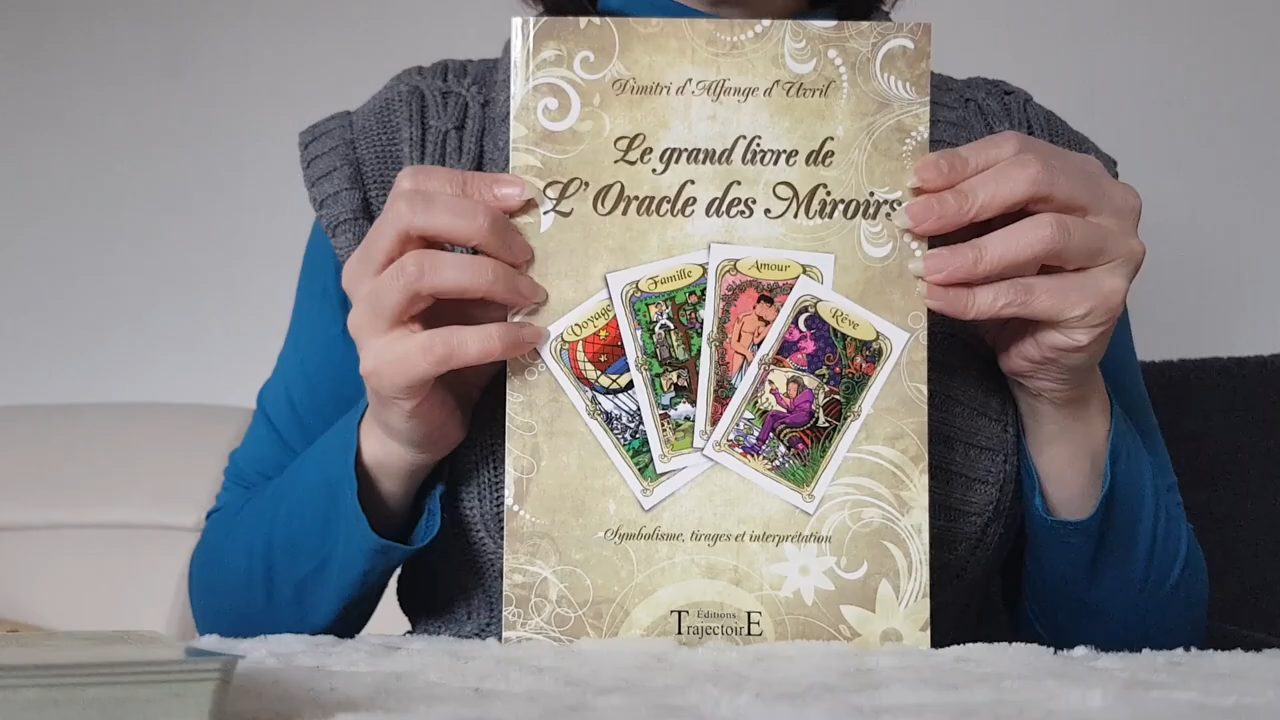 Dimitri d'Alfange d'Uvril
Le grand livre de
L'Oracle des Miroirs
Voyage
Famille
Amour
Rêve
Symbolisme, tirages et interprétation
Éditions
TrajectoirE